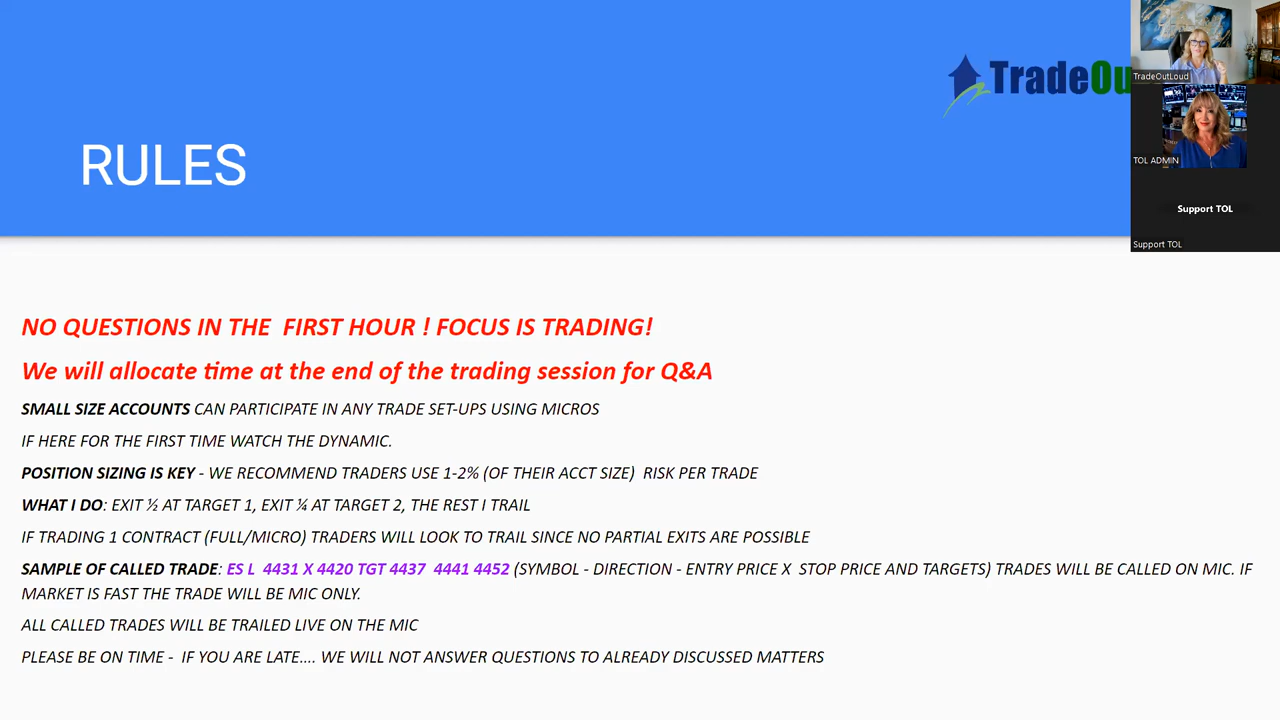 TradeOu
TradeOutLoud
RULES
TOL ADMIN
Support TOL
Support TOL
NO QUESTIONS IN THE  FIRST HOUR ! FOCUS IS TRADING!
We will allocate time at the end of the trading session for Q&A
SMALL SIZE ACCOUNTS CAN PARTICIPATE IN ANY TRADE SET-UPS USING MICROS
IF HERE FOR THE FIRST TIME WATCH THE DYNAMIC.
POSITION SIZING IS KEY - WE RECOMMEND TRADERS USE 1-2% (OF THEIR ACCT SIZE)  RISK PER TRADE
WHAT I DO: EXIT ½ AT TARGET 1, EXIT ¼ AT TARGET 2, THE REST I TRAIL
IF TRADING 1 CONTRACT (FULL/MICRO) TRADERS WILL LOOK TO TRAIL SINCE NO PARTIAL EXITS ARE POSSIBLE
SAMPLE OF CALLED TRADE: ES L  4431 X 4420 TGT 4437  4441 4452 (SYMBOL - DIRECTION - ENTRY PRICE X  STOP PRICE AND TARGETS) TRADES WILL BE CALLED ON MIC. IF
MARKET IS FAST THE TRADE WILL BE MIC ONLY.
ALL CALLED TRADES WILL BE TRAILED LIVE ON THE MIC
PLEASE BE ON TIME -  IF YOU ARE LATE.... WE WILL NOT ANSWER QUESTIONS TO ALREADY DISCUSSED MATTERS